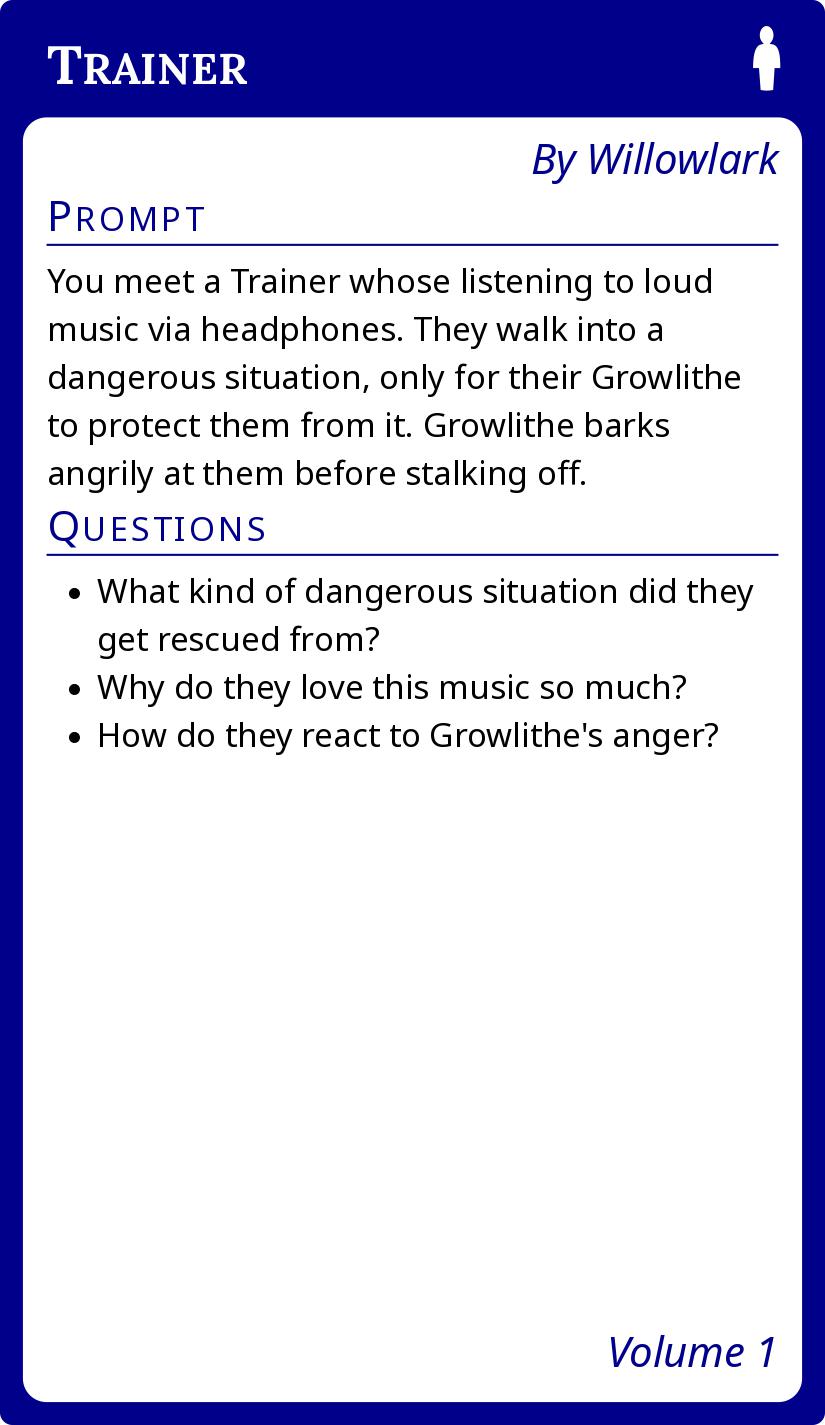 TRAINER
By Willowlark
PROMPT
You meet a Trainer whose listening to loud
music via headphones. They walk into a
dangerous situation, only for their Growlithe
to protect them from it. Growlithe barks
angrily at them before stalking off.
QUESTIONS
• What kind of dangerous situation did they
get rescued from?
• Why do they love this music so much?
• How do they react to Growlithe's anger?
Volume 1